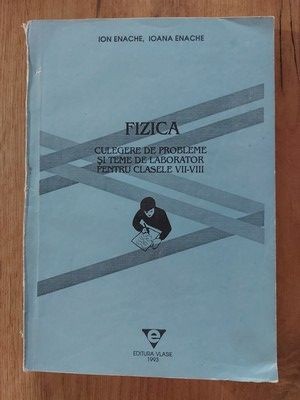 ION ENACHE, IOANA ENACHE
FIZICA
CULEGERE DE PROBLEME
ȘI TEME DE LABORATOR
PENTRU CLASELE VII-VIII
e
EDITURA VLASIE
1993